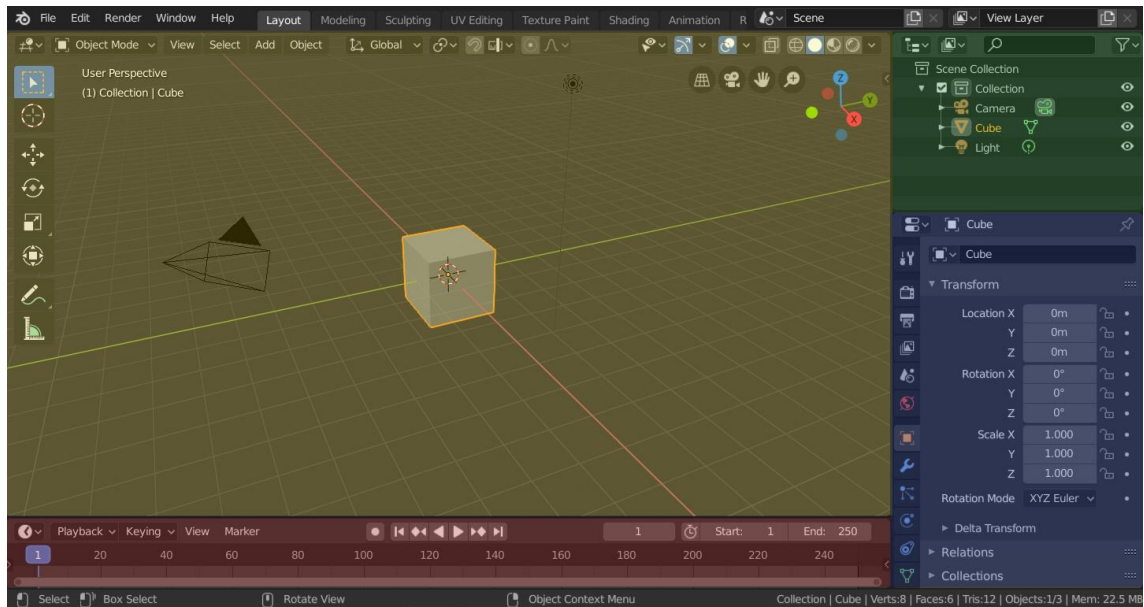 File Edit Render Window Help Layout Modeling Sculpting UV Editing Texture Paint Shading Animation R Scene View Layer
Object Mode View Select Add Object Global
User Perspective
(1) Collection | Cube
Z
Y
X
Scene Collection
Collection
Camera
Cube
Light
Cube
Cube
Transform
Location X 0m
Y 0m
Z 0m
Rotation X 0°
Y 0°
Z 0°
Scale X 1.000
Y 1.000
Z 1.000
Rotation Mode XYZ Euler
Delta Transform
Relations
Collections
Playback Keying View Marker 1 Start: 1 End: 250
1 20 40 60 80 100 120 140 160 180 200 220 240
Select Box Select Rotate View Object Context Menu Collection | Cube | Verts:8 | Faces:6 | Tris:12 | Objects:1/3 | Mem: 22.5 MB